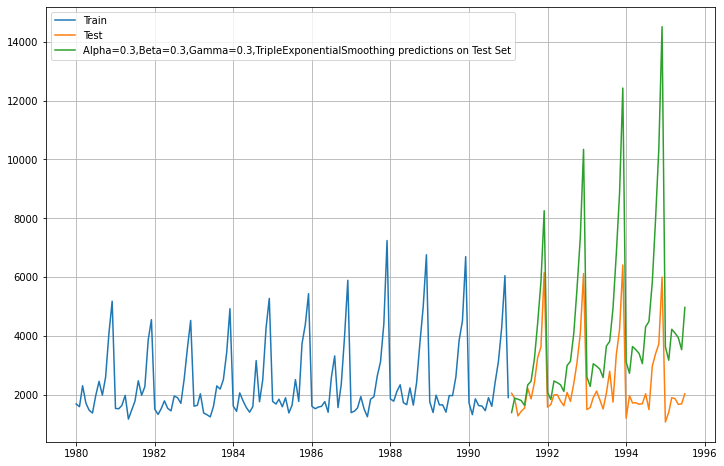 Train
Test
Alpha=0.3,Beta=0.3,Gamma=0.3,TripleExponentialSmoothing predictions on Test Set
14000
12000
10000
8000
6000
4000
2000
1980 1982 1984 1986 1988 1990 1992 1994 1996